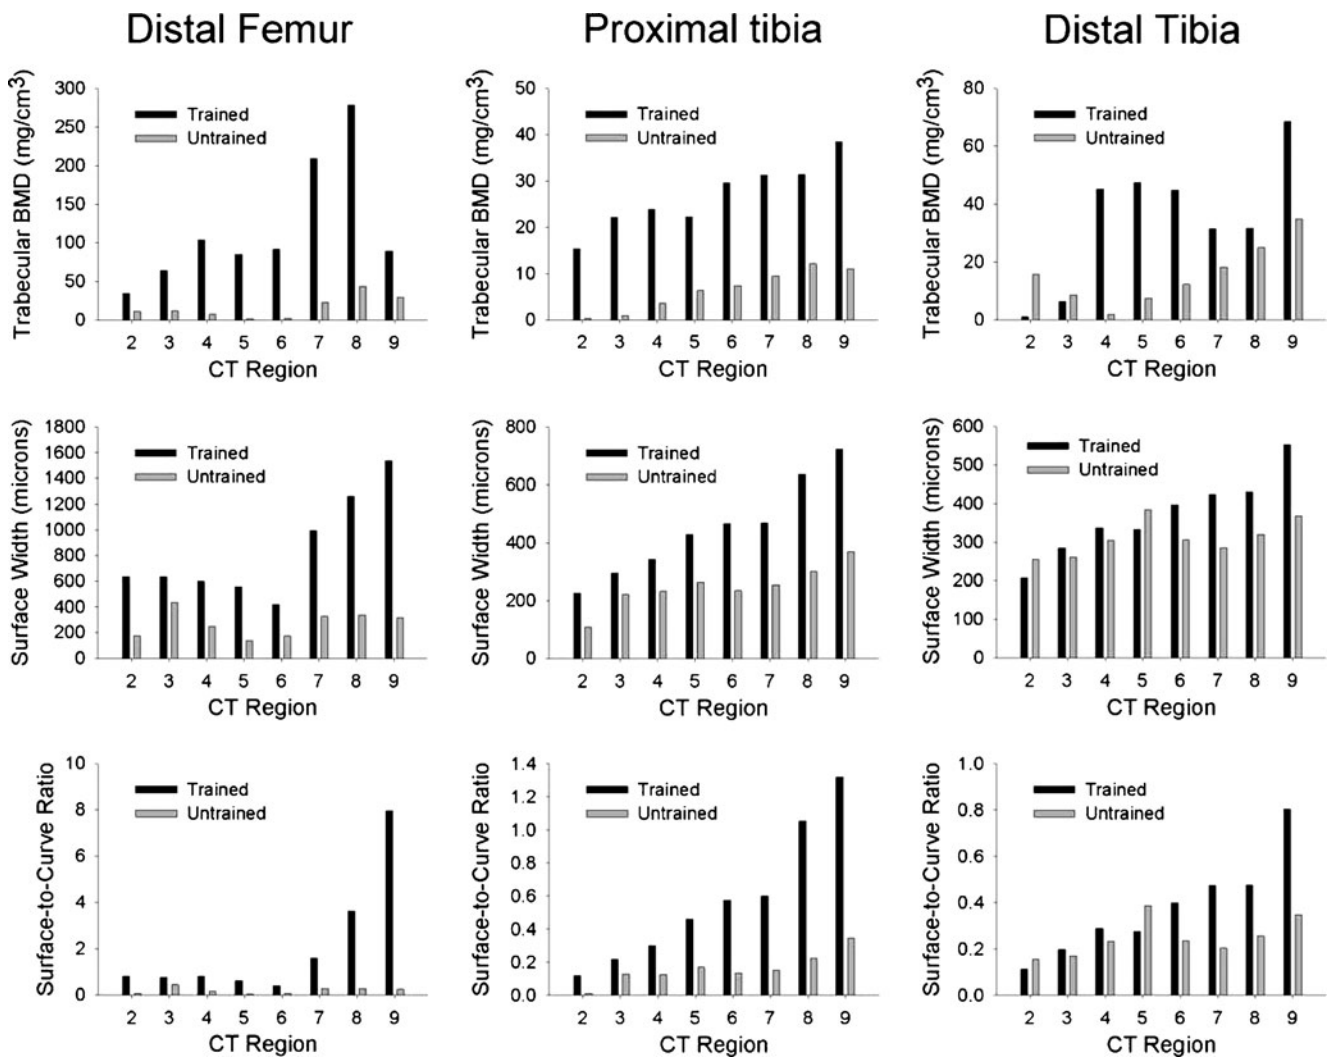 Distal Femur
Proximal tibia
Distal Tibia
Trabecular BMD (mg/cm3)
300
250
200
150
100
50
0
Trained
Untrained
2 3 4 5 6 7 8 9
CT Region
Trabecular BMD (mg/cm3)
50
40
30
20
10
0
Trained
Untrained
2 3 4 5 6 7 8 9
CT Region
Trabecular BMD (mg/cm3)
80
60
40
20
0
Trained
Untrained
2 3 4 5 6 7 8 9
CT Region
Surface Width (microns)
1800
1600
1400
1200
1000
800
600
400
200
0
Trained
Untrained
2 3 4 5 6 7 8 9
CT Region
Surface Width (microns)
800
600
400
200
0
Trained
Untrained
2 3 4 5 6 7 8 9
CT Region
Surface Width (microns)
600
500
400
300
200
100
0
Trained
Untrained
2 3 4 5 6 7 8 9
CT Region
Surface-to-Curve Ratio
10
8
6
4
2
0
Trained
Untrained
2 3 4 5 6 7 8 9
CT Region
Surface-to-Curve Ratio
1.4
1.2
1.0
0.8
0.6
0.4
0.2
0.0
Trained
Untrained
2 3 4 5 6 7 8 9
CT Region
Surface-to-Curve Ratio
1.0
0.8
0.6
0.4
0.2
0.0
Trained
Untrained
2 3 4 5 6 7 8 9
CT Region